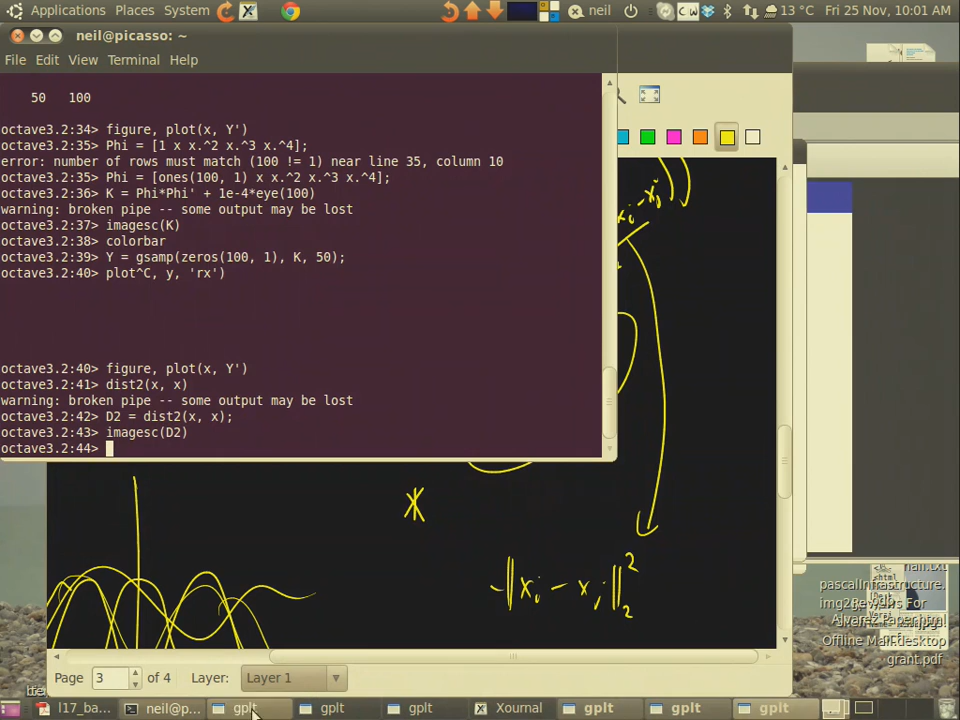 Applications Places System neil 13 °C Fri 25 Nov, 10:01 AM
neil@picasso: ~
File Edit View Terminal Help
50 100
octave3.2:34> figure, plot(x, Y')
octave3.2:35> Phi = [1 x x.^2 x.^3 x.^4];
error: number of rows must match (100 != 1) near line 35, column 10
octave3.2:35> Phi = [ones(100, 1) x x.^2 x.^3 x.^4];
octave3.2:36> K = Phi*Phi' + 1e-4*eye(100)
warning: broken pipe -- some output may be lost
octave3.2:37> imagesc(K)
octave3.2:38> colorbar
octave3.2:39> Y = gsamp(zeros(100, 1), K, 50);
octave3.2:40> plot^C, y, 'rx')
octave3.2:40> figure, plot(x, Y')
octave3.2:41> dist2(x, x)
warning: broken pipe -- some output may be lost
octave3.2:42> D2 = dist2(x, x);
octave3.2:43> imagesc(D2)
octave3.2:44>
x_i - x_j
-||x_i - x_j||_2^2
pascalInfrastructure.
Offline Mail.desktop
grant.pdf
Page 3 of 4 Layer: Layer 1
l17_ba... neil@p... gplt gplt gplt Xournal gplt gplt gplt